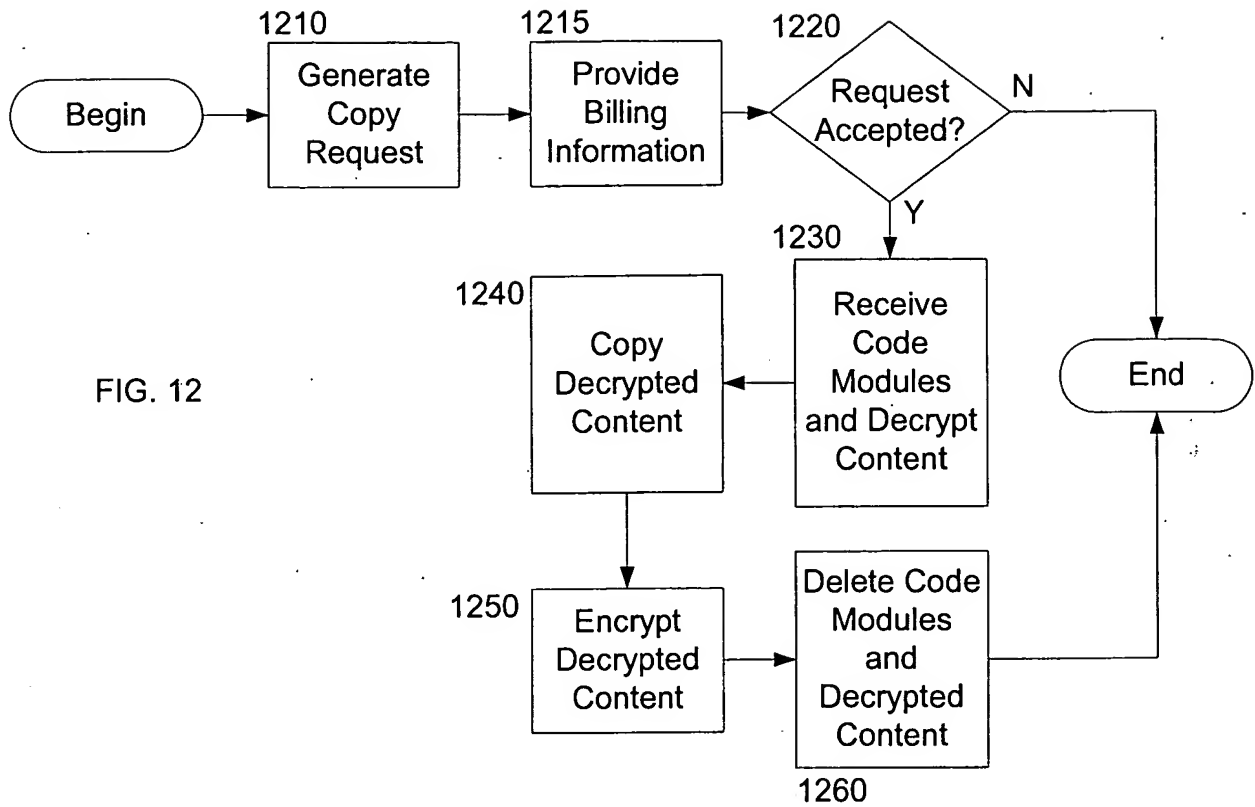 1210
1215
1220
Begin
Generate
Copy
Request
Provide
Billing
Information
Request
Accepted?
N
Y
1230
1240
Receive
Code
Modules
and Decrypt
Content
Copy
Decrypted
Content
End
FIG. 12
1250
Encrypt
Decrypted
Content
Delete Code
Modules
and
Decrypted
Content
1260